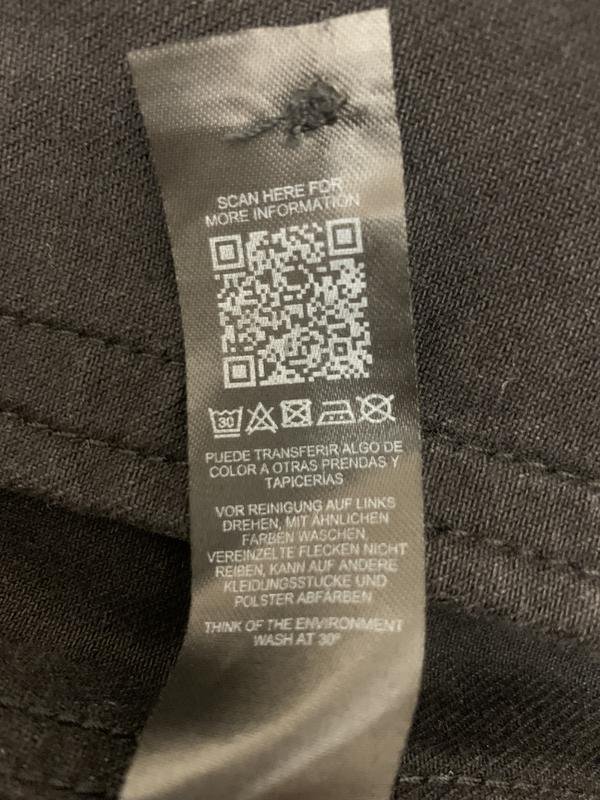 SCAN HERE FOR
MORE INFORMATION
30
PUEDE TRANSFERIR ALGO DE
COLOR A OTRAS PRENDAS Y
TAPICERÍAS
VOR REINIGUNG AUF LINKS
DREHEN, MIT ÄHNLICHEN
FARBEN WASCHEN,
VEREINZELTE FLECKEN NICHT
REIBEN, KANN AUF ANDERE
KLEIDUNGSSTÜCKE UND
POLSTER ABFÄRBEN
THINK OF THE ENVIRONMENT
WASH AT 30º